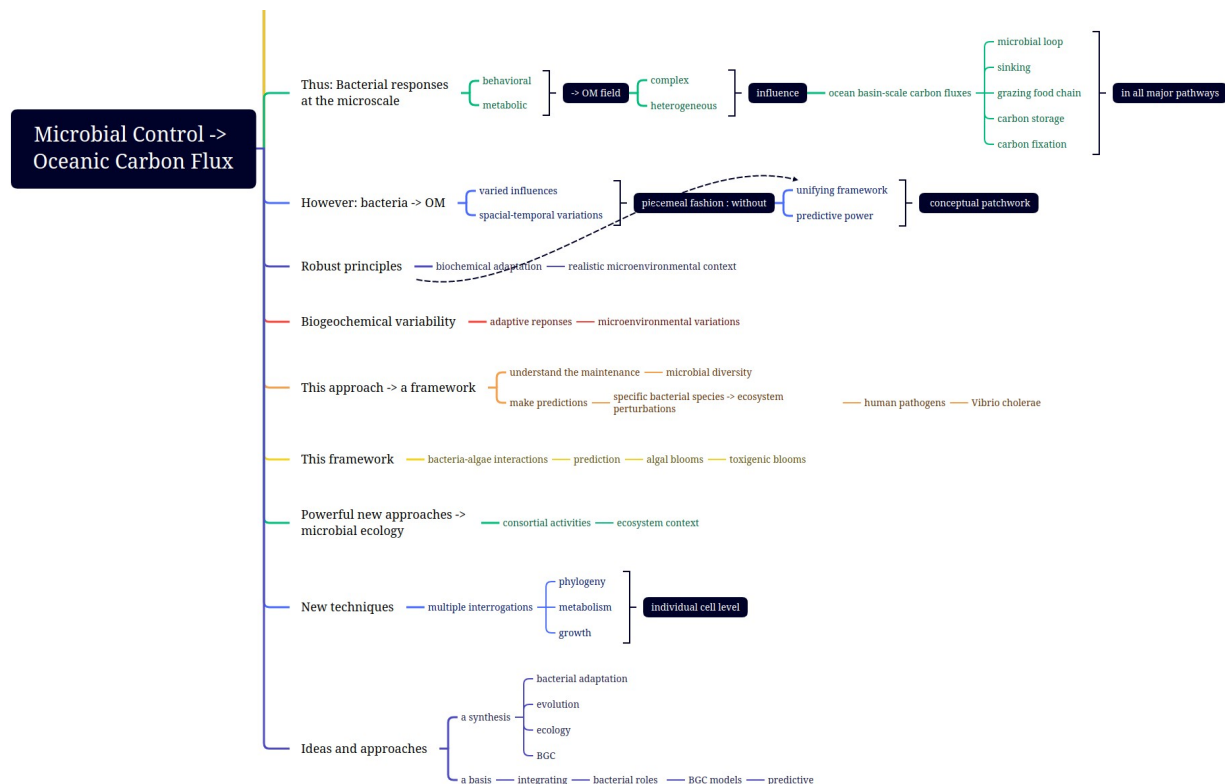 Microbial Control ->
Oceanic Carbon Flux
Thus: Bacterial responses
at the microscale
behavioral
metabolic
-> OM field
complex
heterogeneous
influence
ocean basin-scale carbon fluxes
microbial loop
sinking
grazing food chain
carbon storage
carbon fixation
in all major pathways
However: bacteria -> OM
varied influences
spacial-temporal variations
piecemeal fashion : without
unifying framework
predictive power
conceptual patchwork
Robust principles
biochemical adaptation
realistic microenvironmental context
Biogeochemical variability
adaptive reponses
microenvironmental variations
This approach -> a framework
understand the maintenance
microbial diversity
make predictions
specific bacterial species -> ecosystem
perturbations
human pathogens
Vibrio cholerae
This framework
bacteria-algae interactions
prediction
algal blooms
toxigenic blooms
Powerful new approaches ->
microbial ecology
consortial activities
ecosystem context
New techniques
multiple interrogations
phylogeny
metabolism
growth
individual cell level
Ideas and approaches
a synthesis
bacterial adaptation
evolution
ecology
BGC
a basis
integrating
bacterial roles
BGC models
predictive